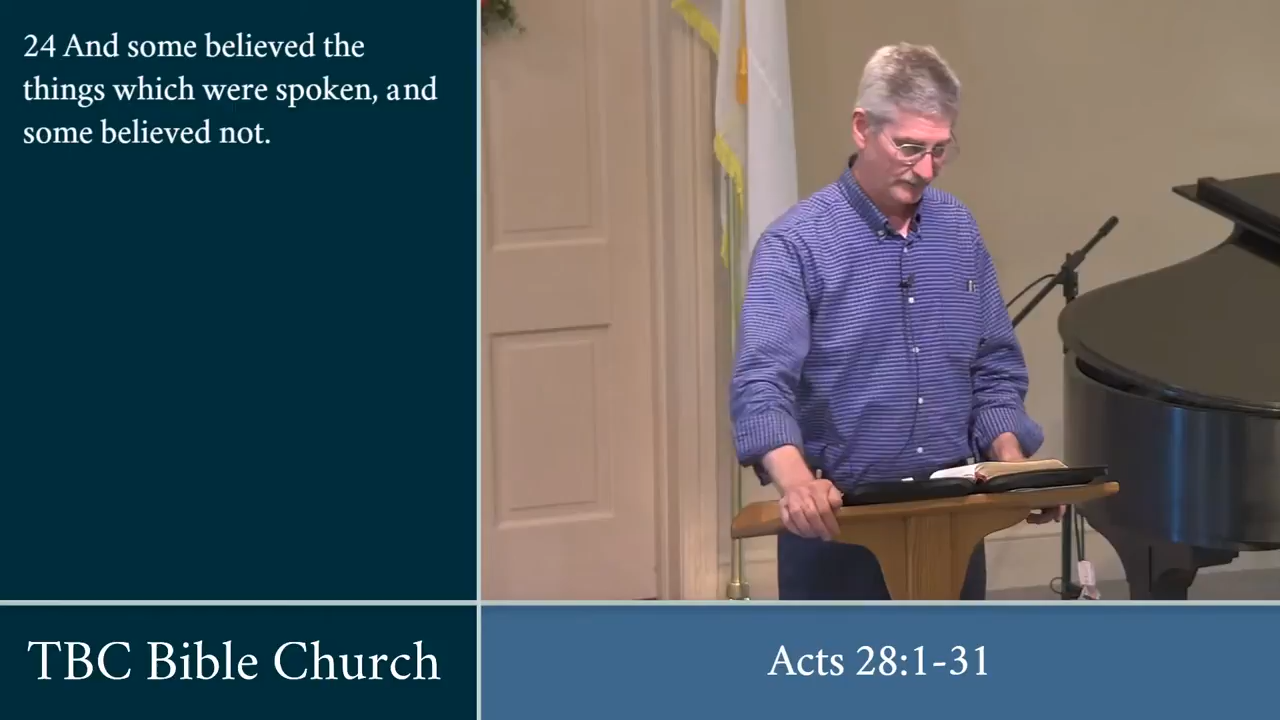 24 And some believed the
things which were spoken, and
some believed not.
TBC Bible Church
Acts 28:1-31